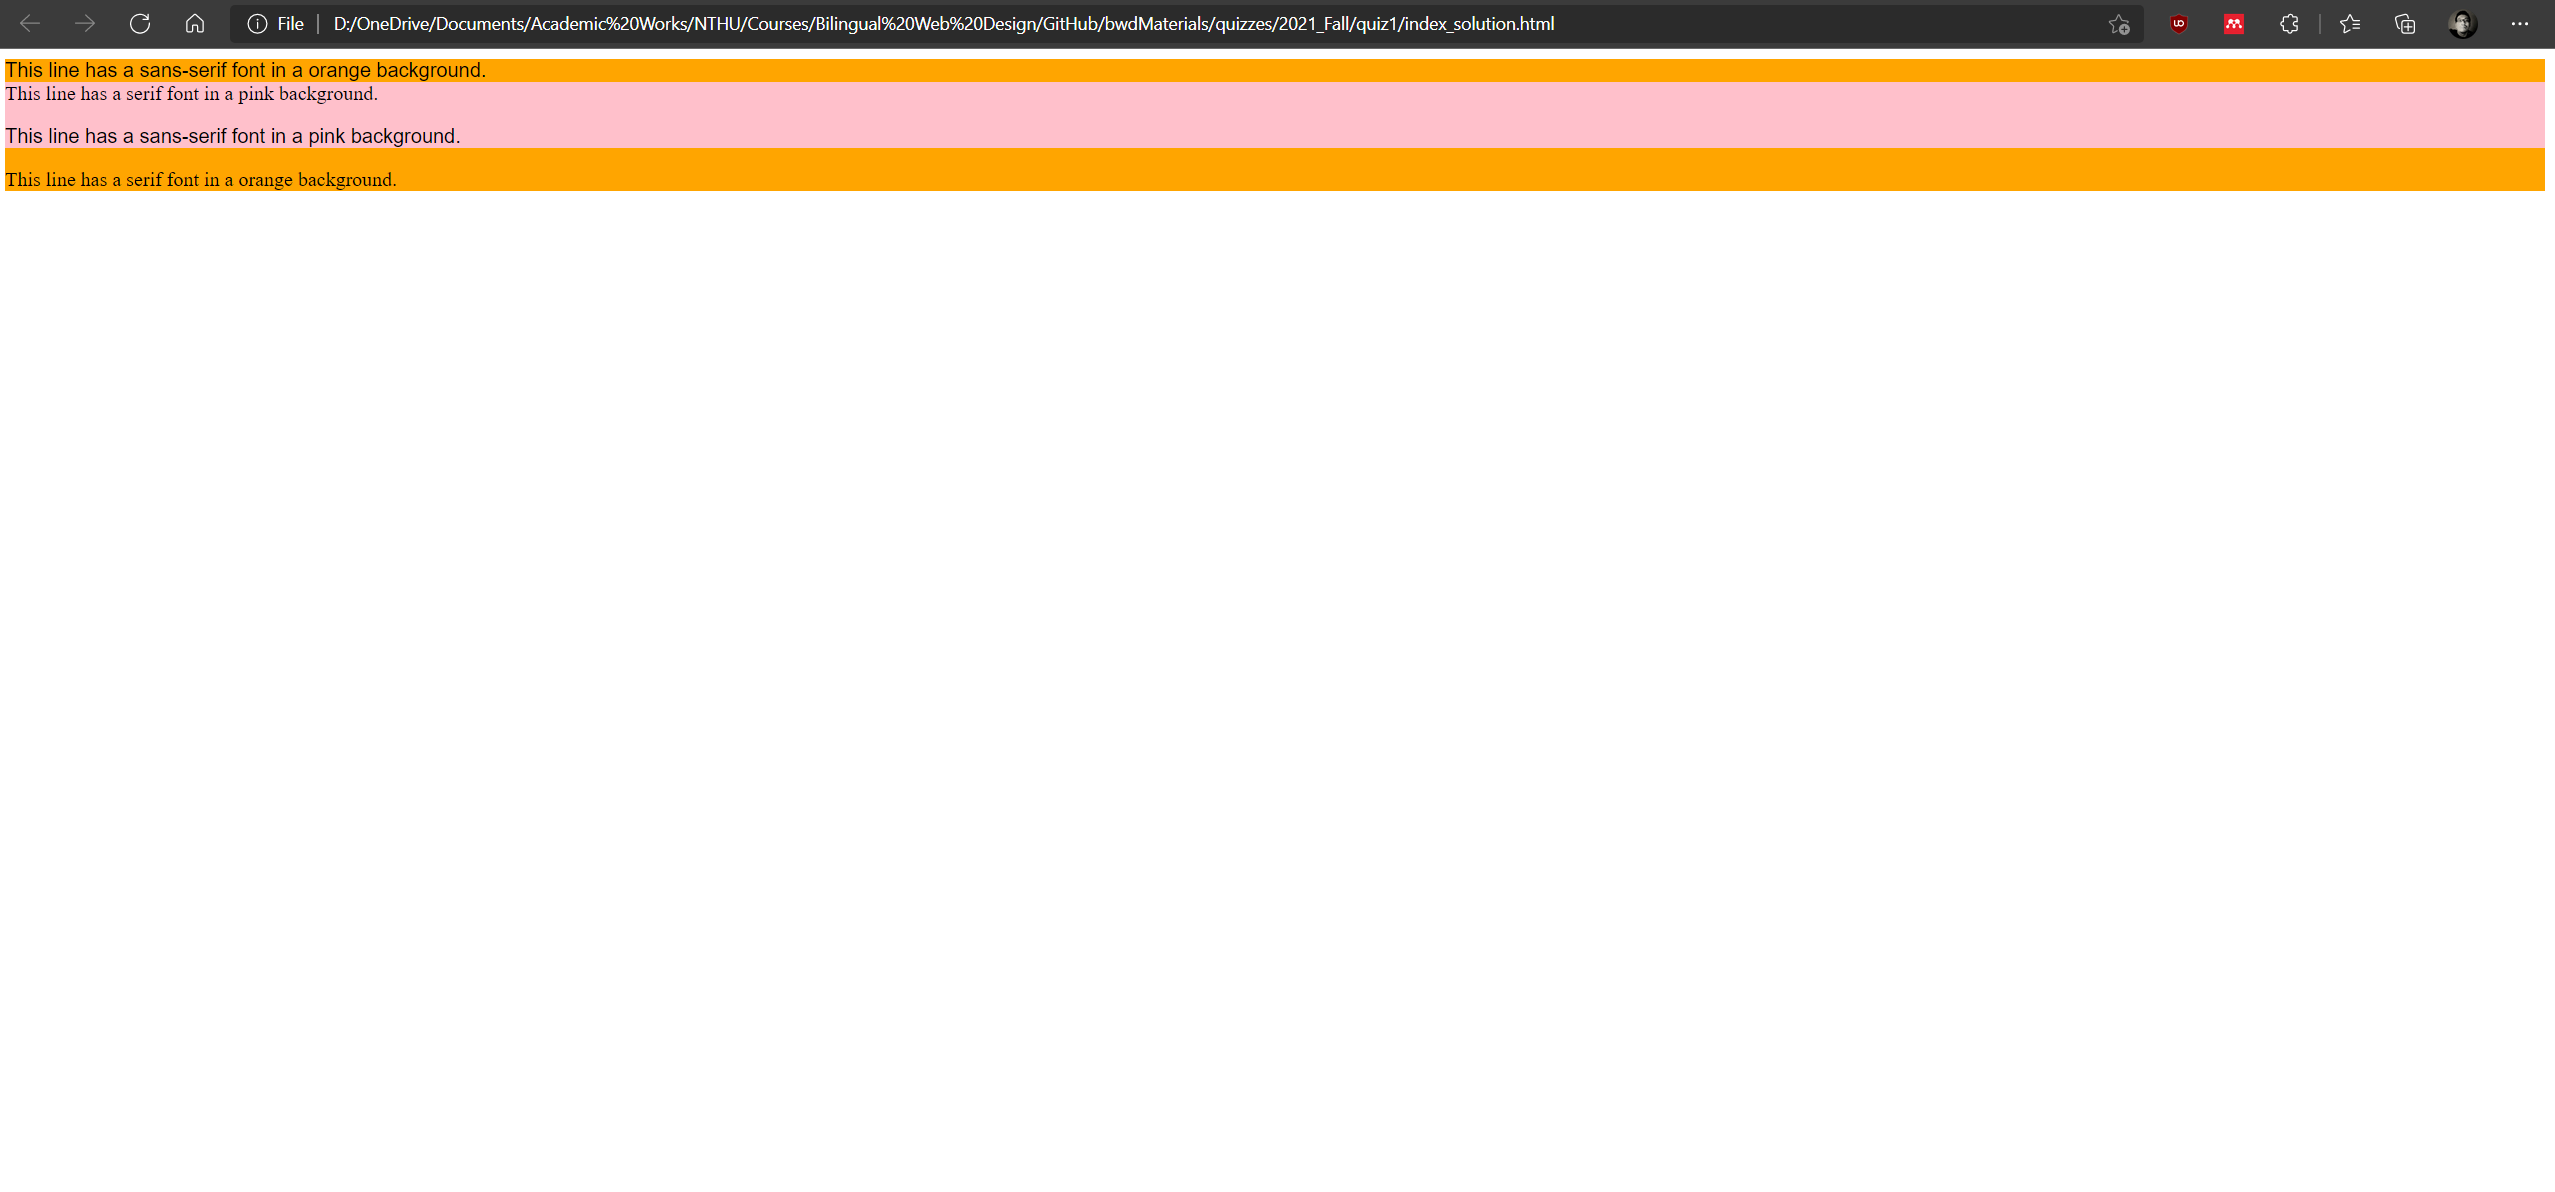 File | D:/OneDrive/Documents/Academic%20Works/NTHU/Courses/Bilingual%20Web%20Design/GitHub/bwdMaterials/quizzes/2021_Fall/quiz1/index_solution.html
This line has a sans-serif font in a orange background.
This line has a serif font in a pink background.
This line has a sans-serif font in a pink background.
This line has a serif font in a orange background.